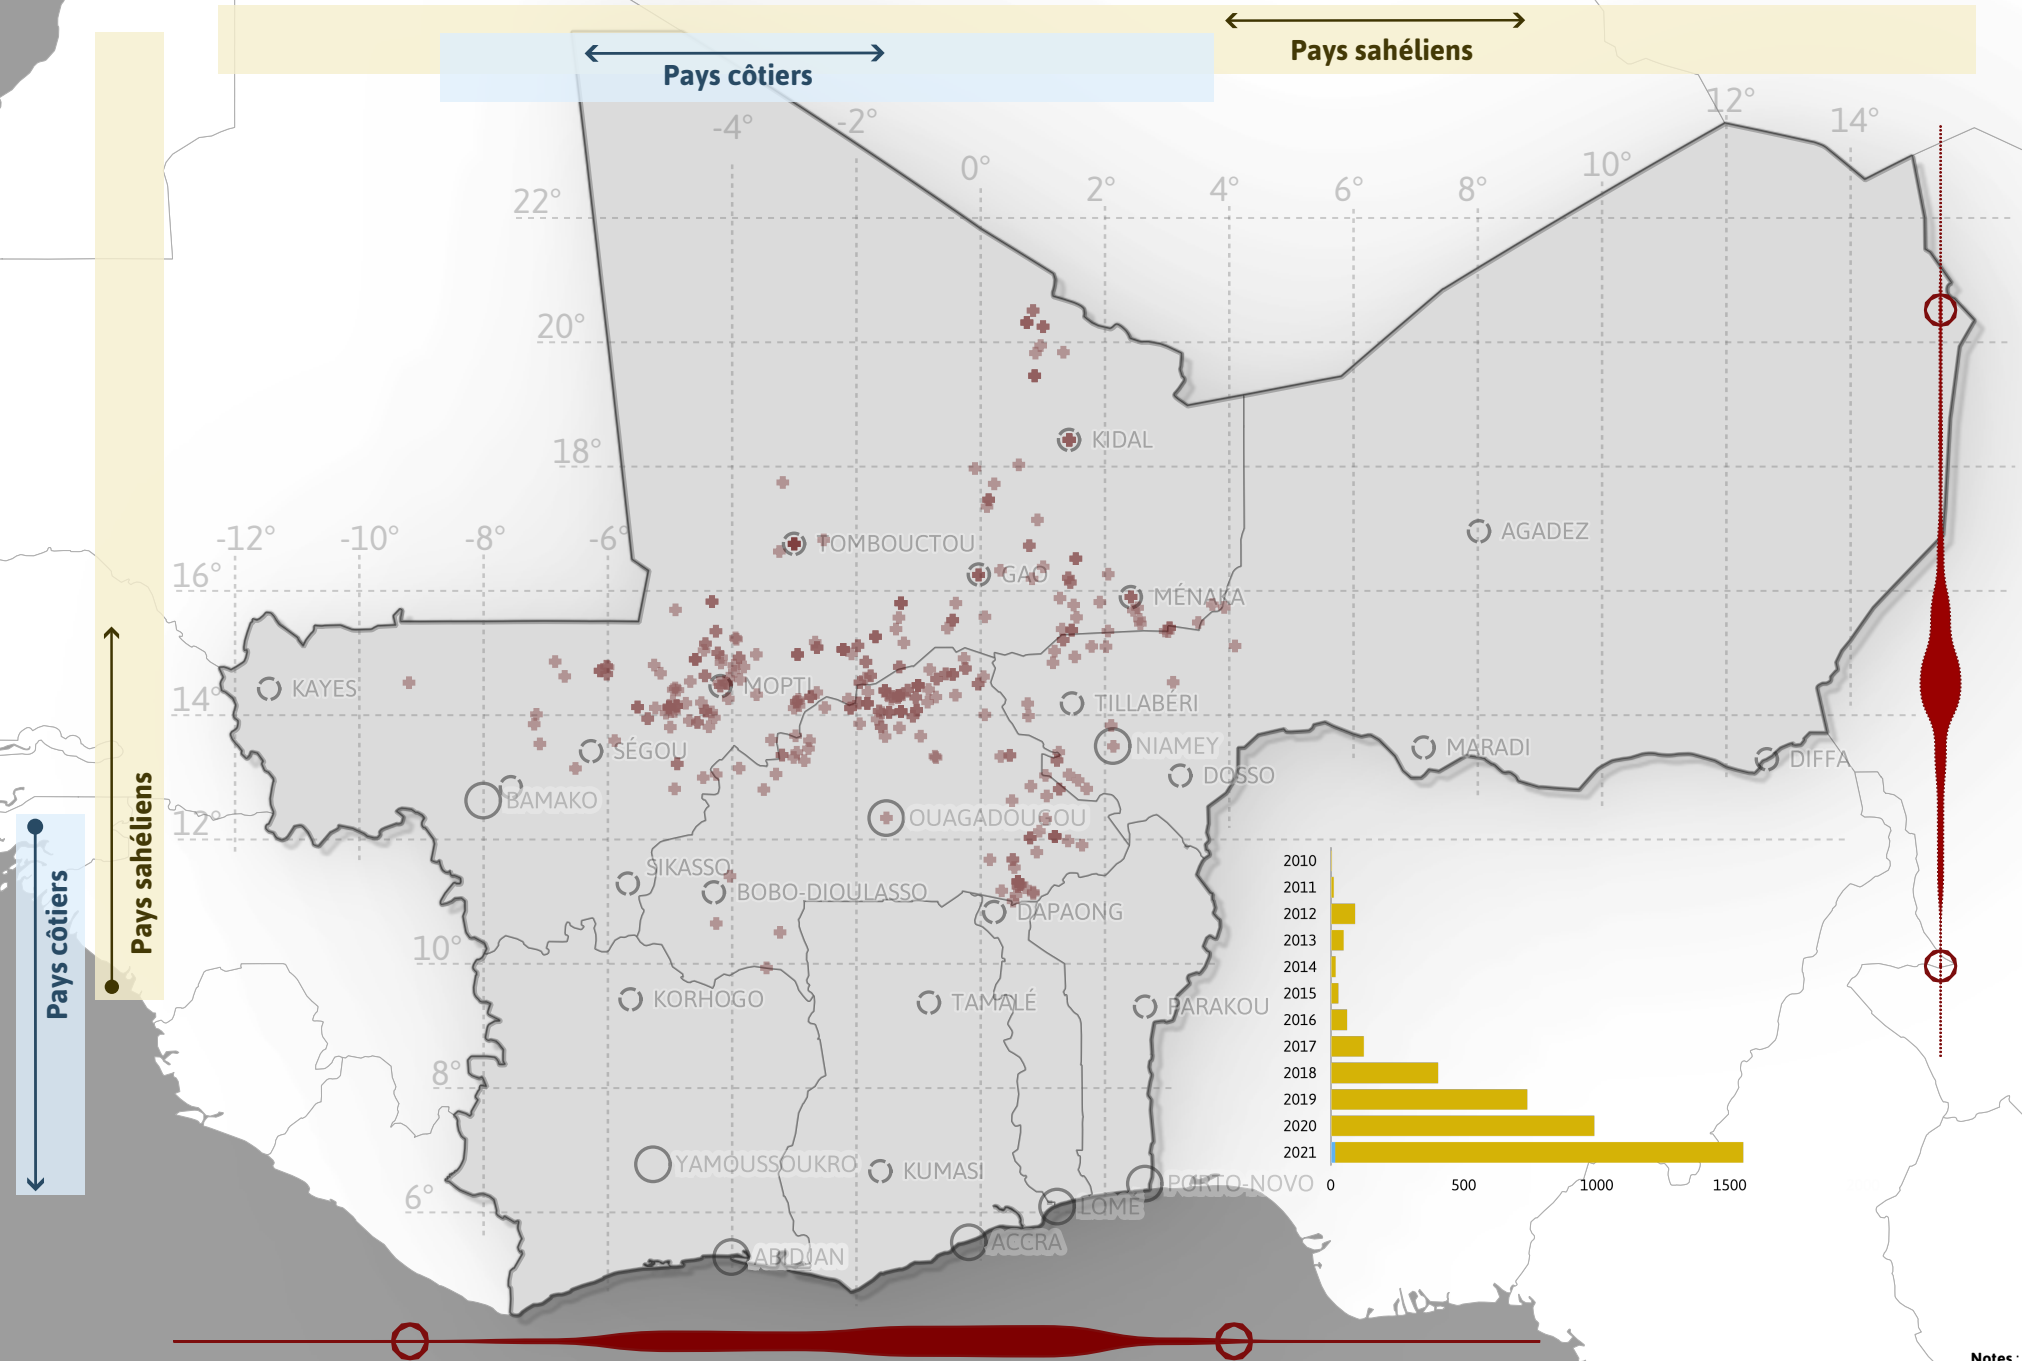 Pays sahéliens
Pays côtiers
-4°
-2°
0°
2°
4°
6°
8°
10°
12°
14°
22°
20°
18°
-12°
-10°
-8°
-6°
16°
14°
12°
10°
8°
6°
KIDAL
TOMBOUCTOU
GAO
MÉNAKA
AGADEZ
KAYES
MOPTI
TILLABÉRI
SÉGOU
NIAMEY
MARADI
DIFFA
DOSSO
BAMAKO
OUAGADOUGOU
SIKASSO
BOBO-DIOULASSO
DAPAONG
KORHOGO
TAMALÉ
PARAKOU
YAMOUSSOUKRO
KUMASI
PORTO-NOVO
LOMÉ
ACCRA
ABIDJAN
Pays sahéliens
Pays côtiers
2010
2011
2012
2013
2014
2015
2016
2017
2018
2019
2020
2021
0
500
1000
1500
Notes :